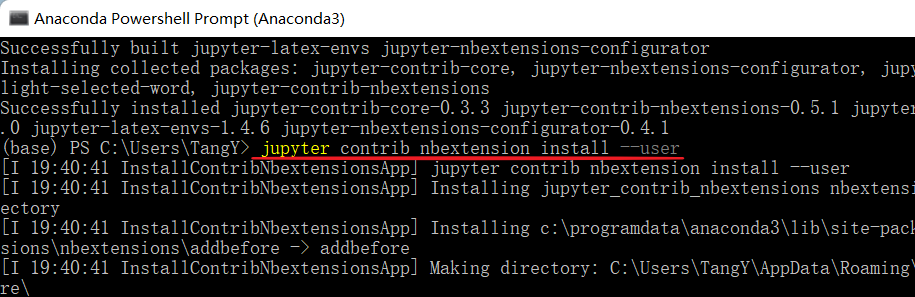 Anaconda Powershell Prompt (Anaconda3)
Successfully built jupyter-latex-envs jupyter-nbextensions-configurator
Installing collected packages: jupyter-contrib-core, jupyter-nbextensions-configurator, jupy
light-selected-word, jupyter-contrib-nbextensions
Successfully installed jupyter-contrib-core-0.3.3 jupyter-contrib-nbextensions-0.5.1 jupyter
.0 jupyter-latex-envs-1.4.6 jupyter-nbextensions-configurator-0.4.1
(base) PS C:\Users\TangY> jupyter contrib nbextension install --user
[I 19:40:41 InstallContribNbextensionsApp] jupyter contrib nbextension install --user
[I 19:40:41 InstallContribNbextensionsApp] Installing jupyter_contrib_nbextensions nbextensi
ectory
[I 19:40:41 InstallContribNbextensionsApp] Installing c:\programdata\anaconda3\lib\site-pack
sions\nbextensions\addbefore -> addbefore
[I 19:40:41 InstallContribNbextensionsApp] Making directory: C:\Users\TangY\AppData\Roaming\
re\